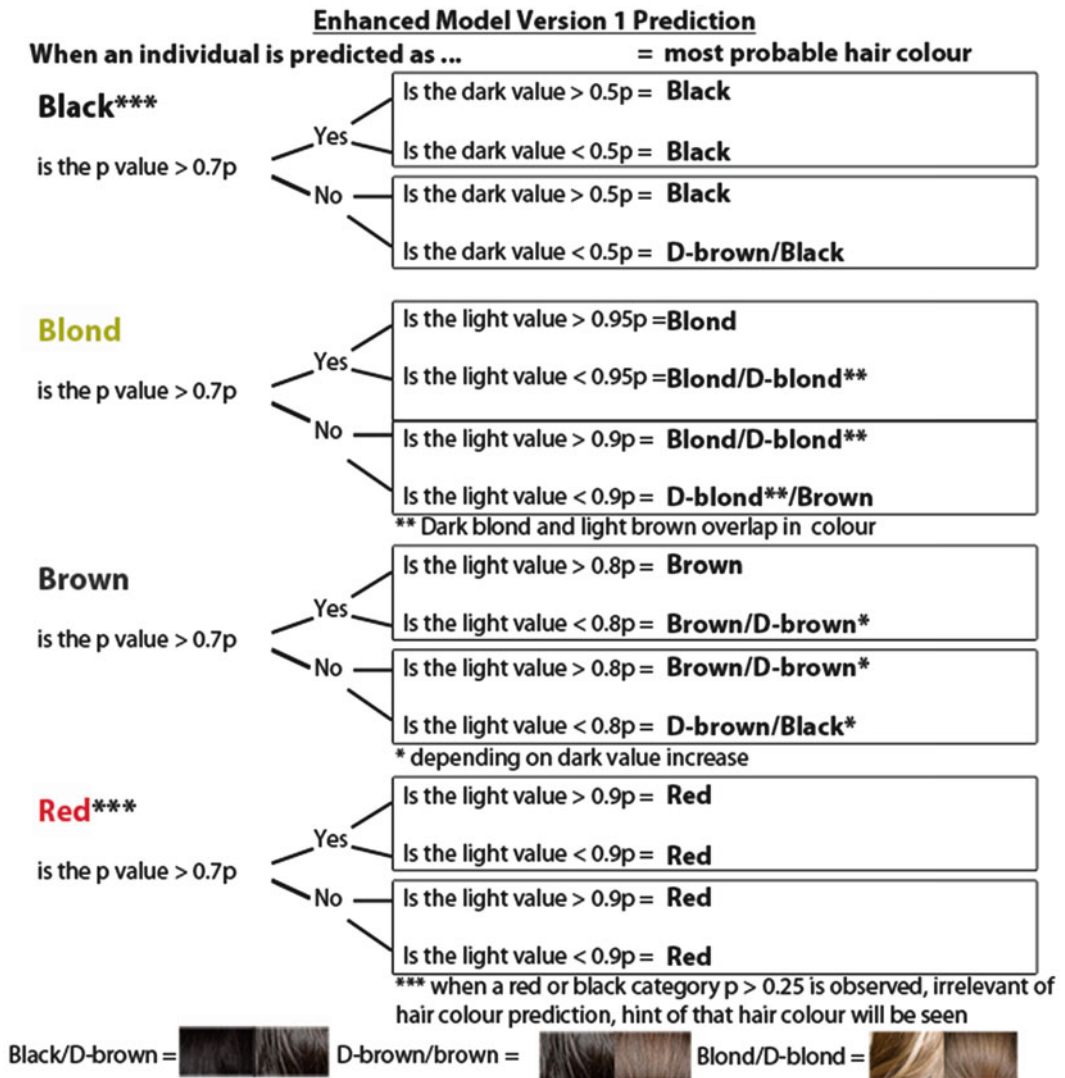 Enhanced Model Version 1 Prediction
When an individual is predicted as ... = most probable hair colour
Black***
is the p value > 0.7p
Yes
No
Is the dark value > 0.5p = Black
Is the dark value < 0.5p = Black
Is the dark value > 0.5p = Black
Is the dark value < 0.5p = D-brown/Black
Blond
is the p value > 0.7p
Yes
No
Is the light value > 0.95p =Blond
Is the light value < 0.95p =Blond/D-blond**
Is the light value > 0.9p = Blond/D-blond**
Is the light value < 0.9p = D-blond**/Brown
** Dark blond and light brown overlap in colour
Brown
is the p value > 0.7p
Yes
No
Is the light value > 0.8p = Brown
Is the light value < 0.8p = Brown/D-brown*
Is the light value > 0.8p = Brown/D-brown*
Is the light value < 0.8p = D-brown/Black*
* depending on dark value increase
Red***
is the p value > 0.7p
Yes
No
Is the light value > 0.9p = Red
Is the light value < 0.9p = Red
Is the light value > 0.9p = Red
Is the light value < 0.9p = Red
*** when a red or black category p > 0.25 is observed, irrelevant of
hair colour prediction, hint of that hair colour will be seen
Black/D-brown = D-brown/brown = Blond/D-blond =